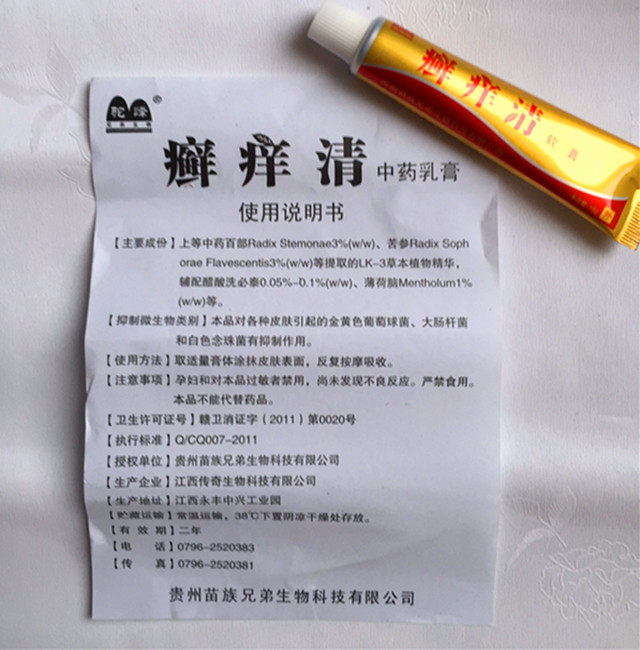 驼峰®
癣痒清 中药乳膏
使用说明书
【主要成份】上等中药百部Radix Stemonae3%(w/w)、苦参Radix Soph
orae Flavescentis3%(w/w)等提取的LK-3草本植物精华，
辅配醋酸洗必泰0.05%-0.1%(w/w)、薄荷脑Mentholum1%
(w/w)等。
【抑制微生物类别】本品对各种皮肤引起的金黄色葡萄球菌、大肠杆菌
和白色念珠菌有抑制作用。
【使用方法】取适量膏体涂抹皮肤表面，反复按摩吸收。
【注意事项】孕妇和对本品过敏者禁用，尚未发现不良反应。严禁食用。
本品不能代替药品。
【卫生许可证号】赣卫消证字（2011）第0020号
【执行标准】Q/CQ007-2011
【授权单位】贵州苗族兄弟生物科技有限公司
【生产企业】江西传奇生物科技有限公司
【生产地址】江西永丰中兴工业园
【贮藏运输】常温运输，38℃下置阴凉干燥处存放。
【有 效 期】二年
【电 话】0796-2520383
【传 真】0796-2520381
贵州苗族兄弟生物科技有限公司
癣痒清 软膏